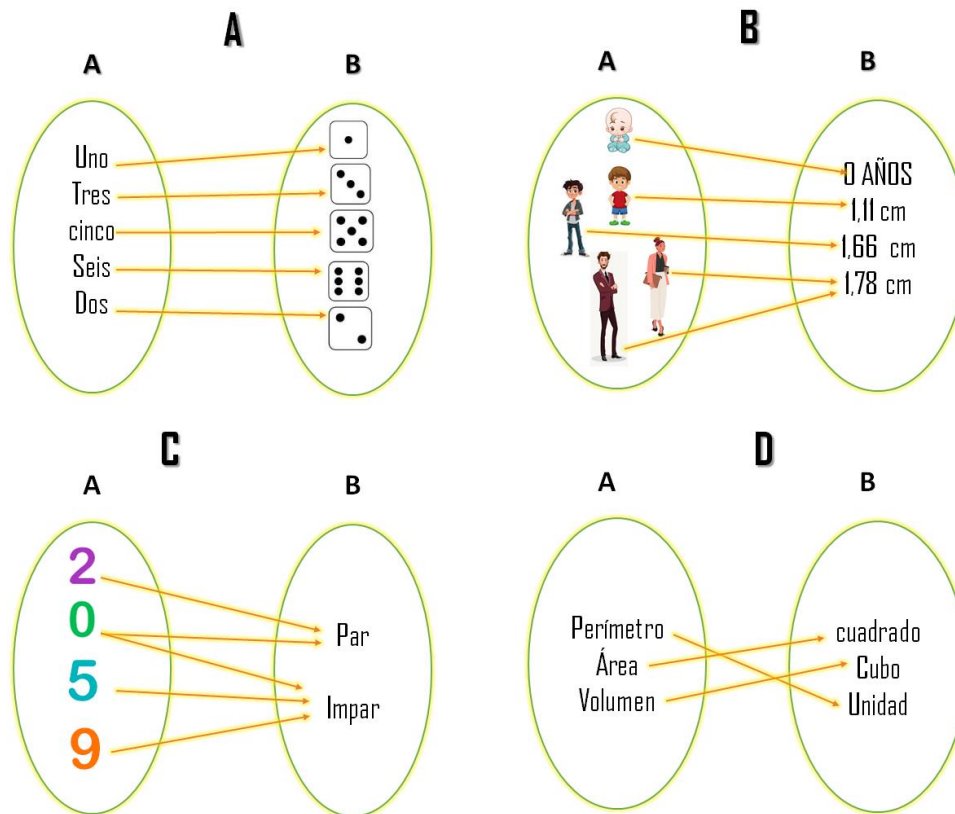 A
A B
Uno
Tres
cinco
Seis
Dos
B
A B
0 AÑOS
1,11 cm
1,66 cm
1,78 cm
C
A B
2
0
5
9
Par
Impar
D
A B
Perímetro
Área
Volumen
cuadrado
Cubo
Unidad